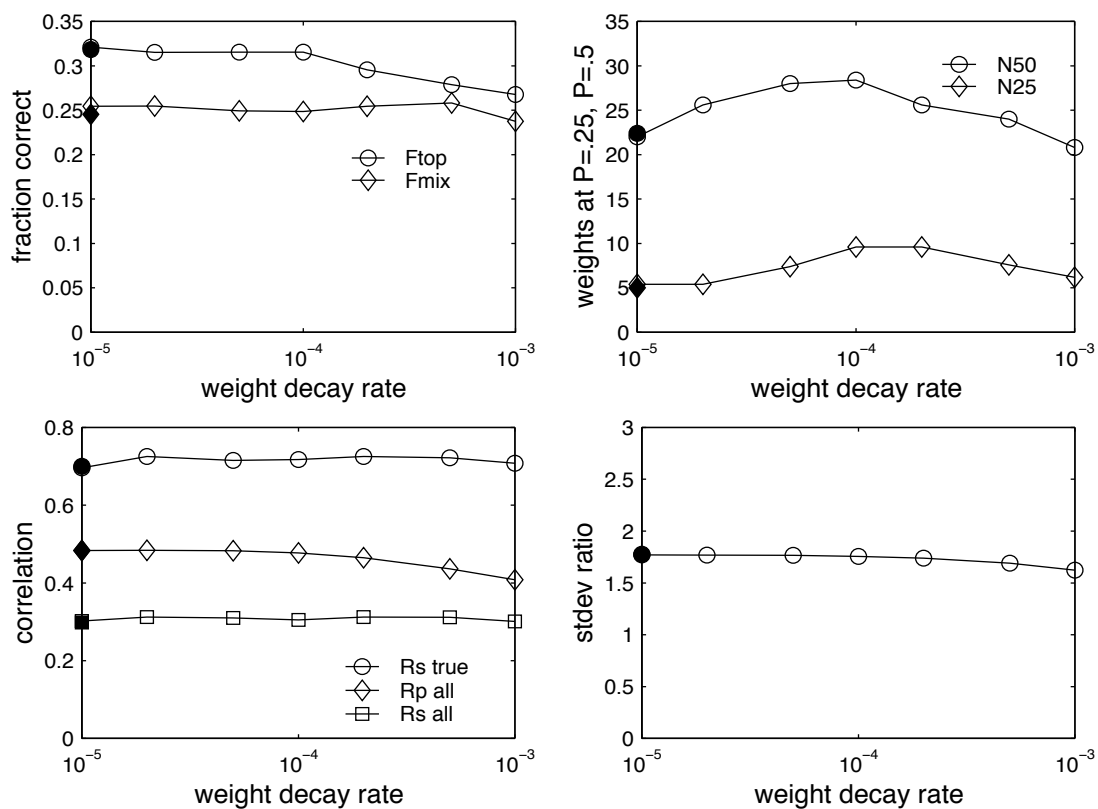 0.35
0.3
0.25
0.2
0.15
0.1
0.05
0
fraction correct
Ftop
Fmix
10⁻⁵
10⁻⁴
10⁻³
weight decay rate
35
30
25
20
15
10
5
0
weights at P=.25, P=.5
N50
N25
10⁻⁵
10⁻⁴
10⁻³
weight decay rate
0.8
0.6
0.4
0.2
0
correlation
Rs true
Rp all
Rs all
10⁻⁵
10⁻⁴
10⁻³
weight decay rate
3
2.5
2
1.5
1
0.5
0
stdev ratio
10⁻⁵
10⁻⁴
10⁻³
weight decay rate